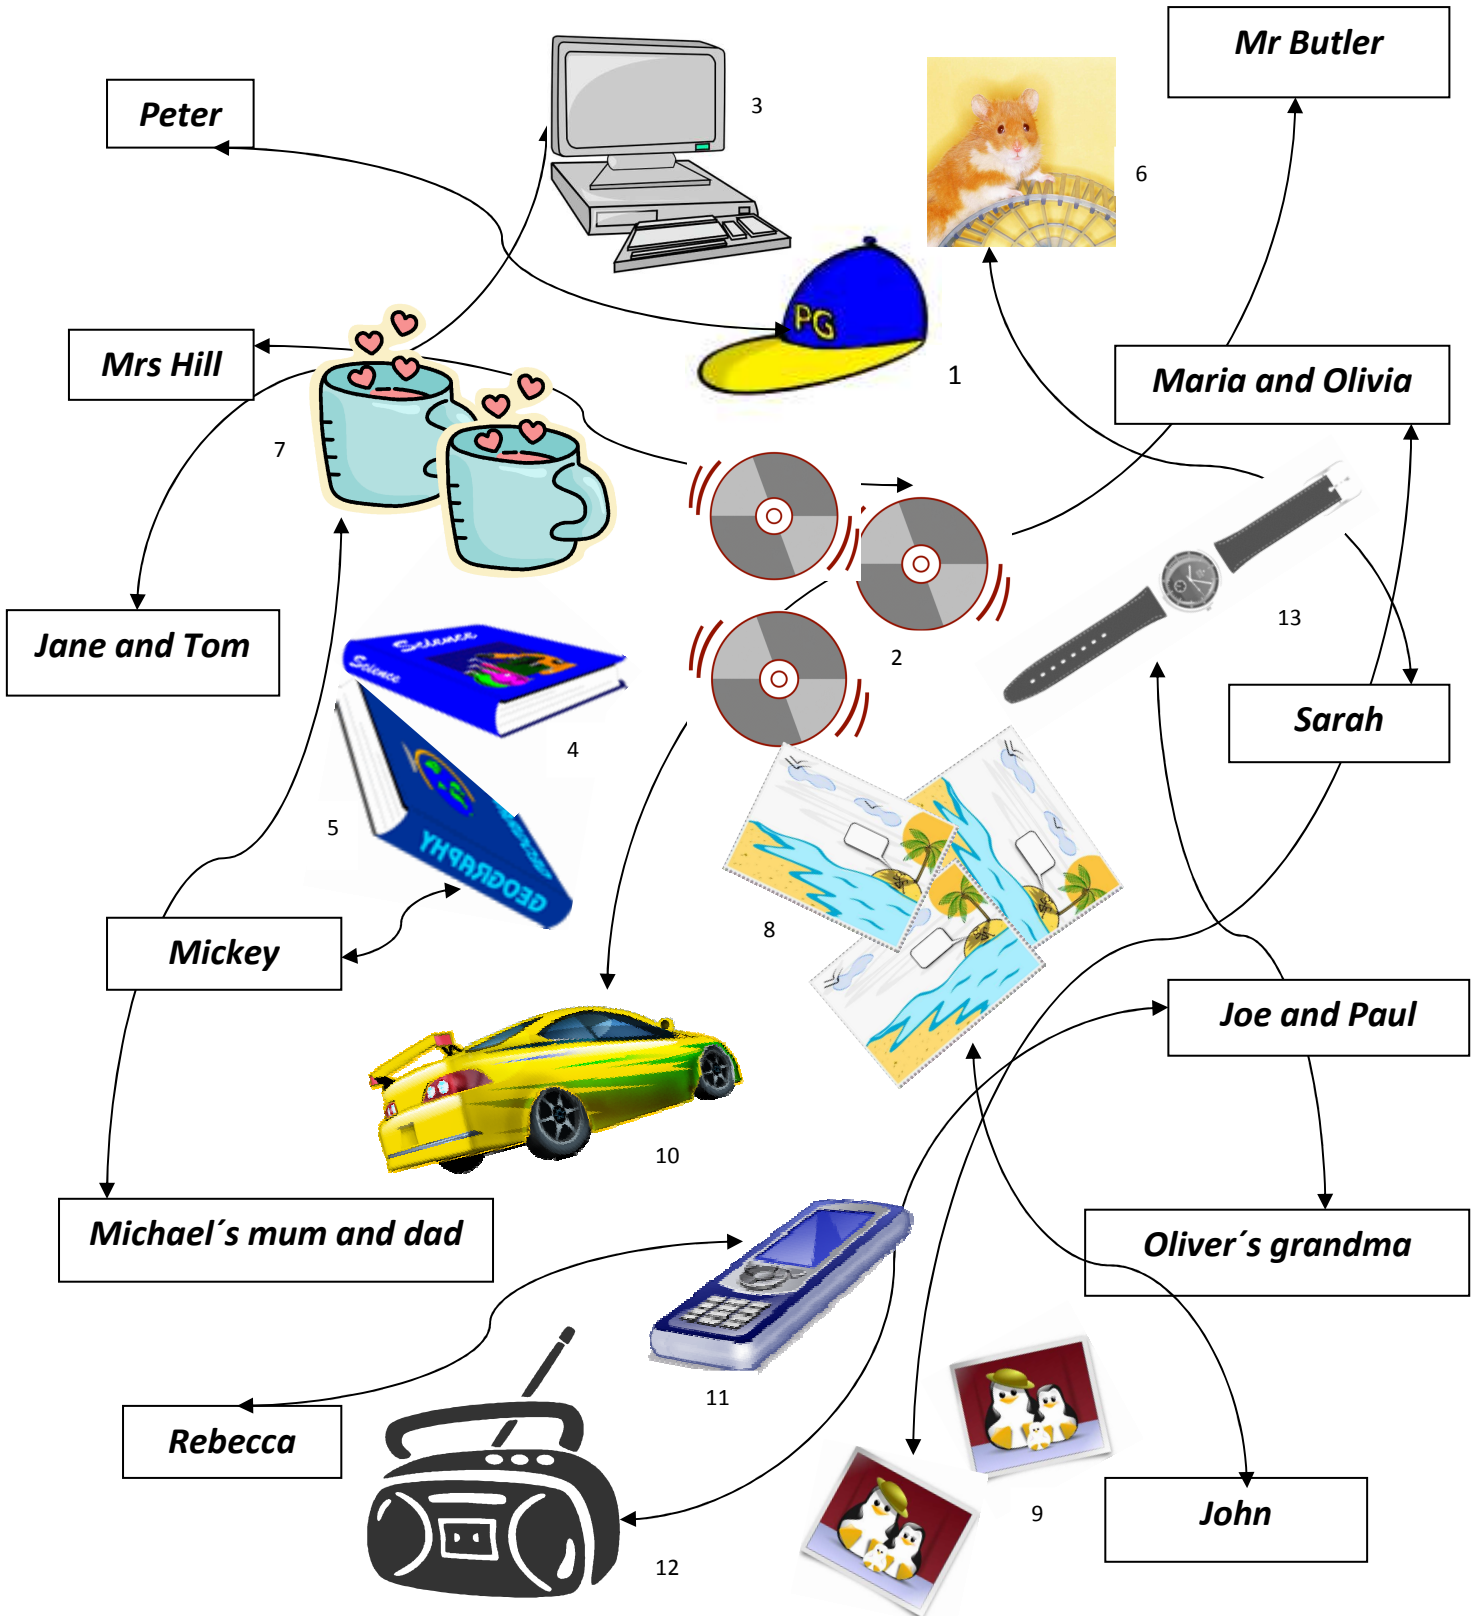 Mr Butler
Peter
3
6
PG
1
Mrs Hill
Maria and Olivia
7
13
Jane and Tom
Science
Science
2
4
Sarah
5
GEOGRAPHY
8
Mickey
Joe and Paul
10
Michael´s mum and dad
Oliver´s grandma
11
Rebecca
9
John
12